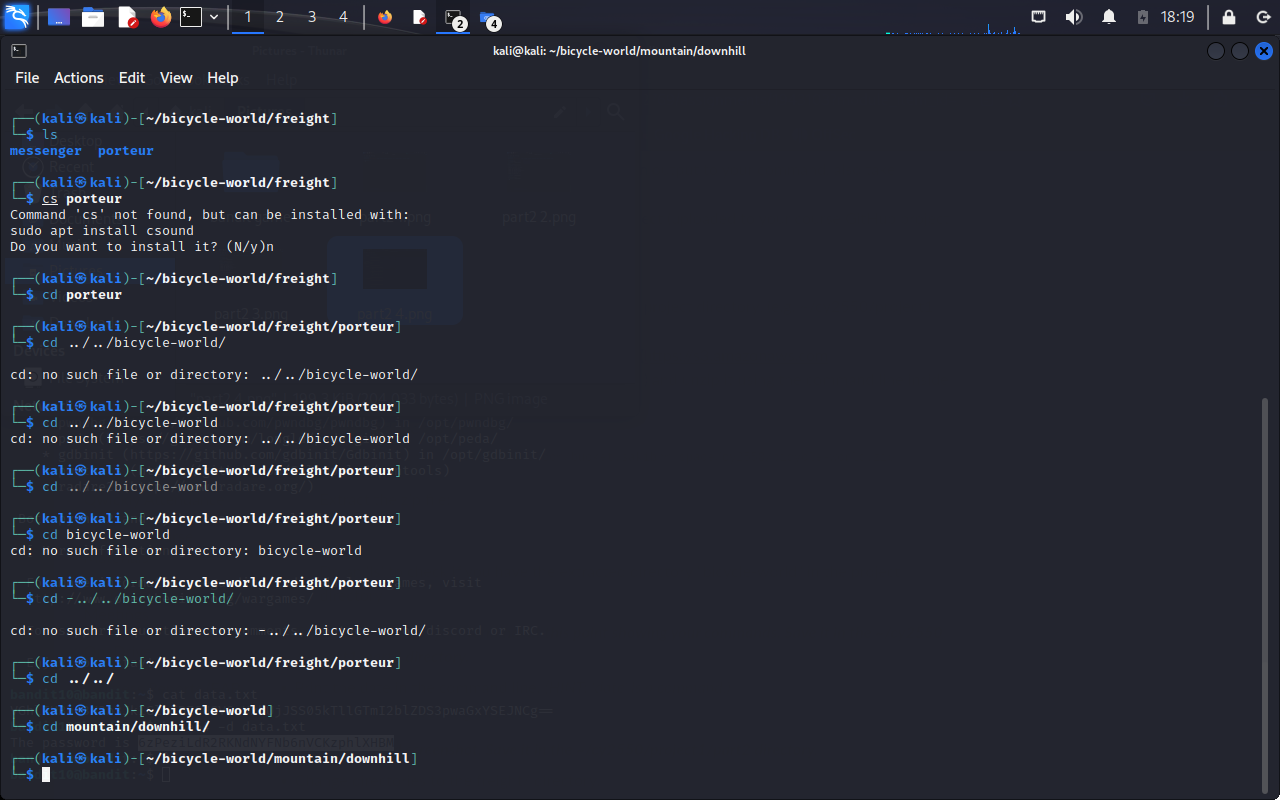 1 2 3 4 2 4 18:19
kali@kali: ~/bicycle-world/mountain/downhill
File Actions Edit View Help
┌──(kali㉿kali)-[~/bicycle-world/freight]
└─$ ls
messenger porteur
┌──(kali㉿kali)-[~/bicycle-world/freight]
└─$ cs porteur
Command 'cs' not found, but can be installed with:
sudo apt install csound
Do you want to install it? (N/y)n
┌──(kali㉿kali)-[~/bicycle-world/freight]
└─$ cd porteur
┌──(kali㉿kali)-[~/bicycle-world/freight/porteur]
└─$ cd ../../bicycle-world/
cd: no such file or directory: ../../bicycle-world/
┌──(kali㉿kali)-[~/bicycle-world/freight/porteur]
└─$ cd ../../bicycle-world
cd: no such file or directory: ../../bicycle-world
┌──(kali㉿kali)-[~/bicycle-world/freight/porteur]
└─$ cd ../../bicycle-world
┌──(kali㉿kali)-[~/bicycle-world/freight/porteur]
└─$ cd bicycle-world
cd: no such file or directory: bicycle-world
┌──(kali㉿kali)-[~/bicycle-world/freight/porteur]
└─$ cd -../../bicycle-world/
cd: no such file or directory: -../../bicycle-world/
┌──(kali㉿kali)-[~/bicycle-world/freight/porteur]
└─$ cd ../../
┌──(kali㉿kali)-[~/bicycle-world]
└─$ cd mountain/downhill/
┌──(kali㉿kali)-[~/bicycle-world/mountain/downhill]
└─$